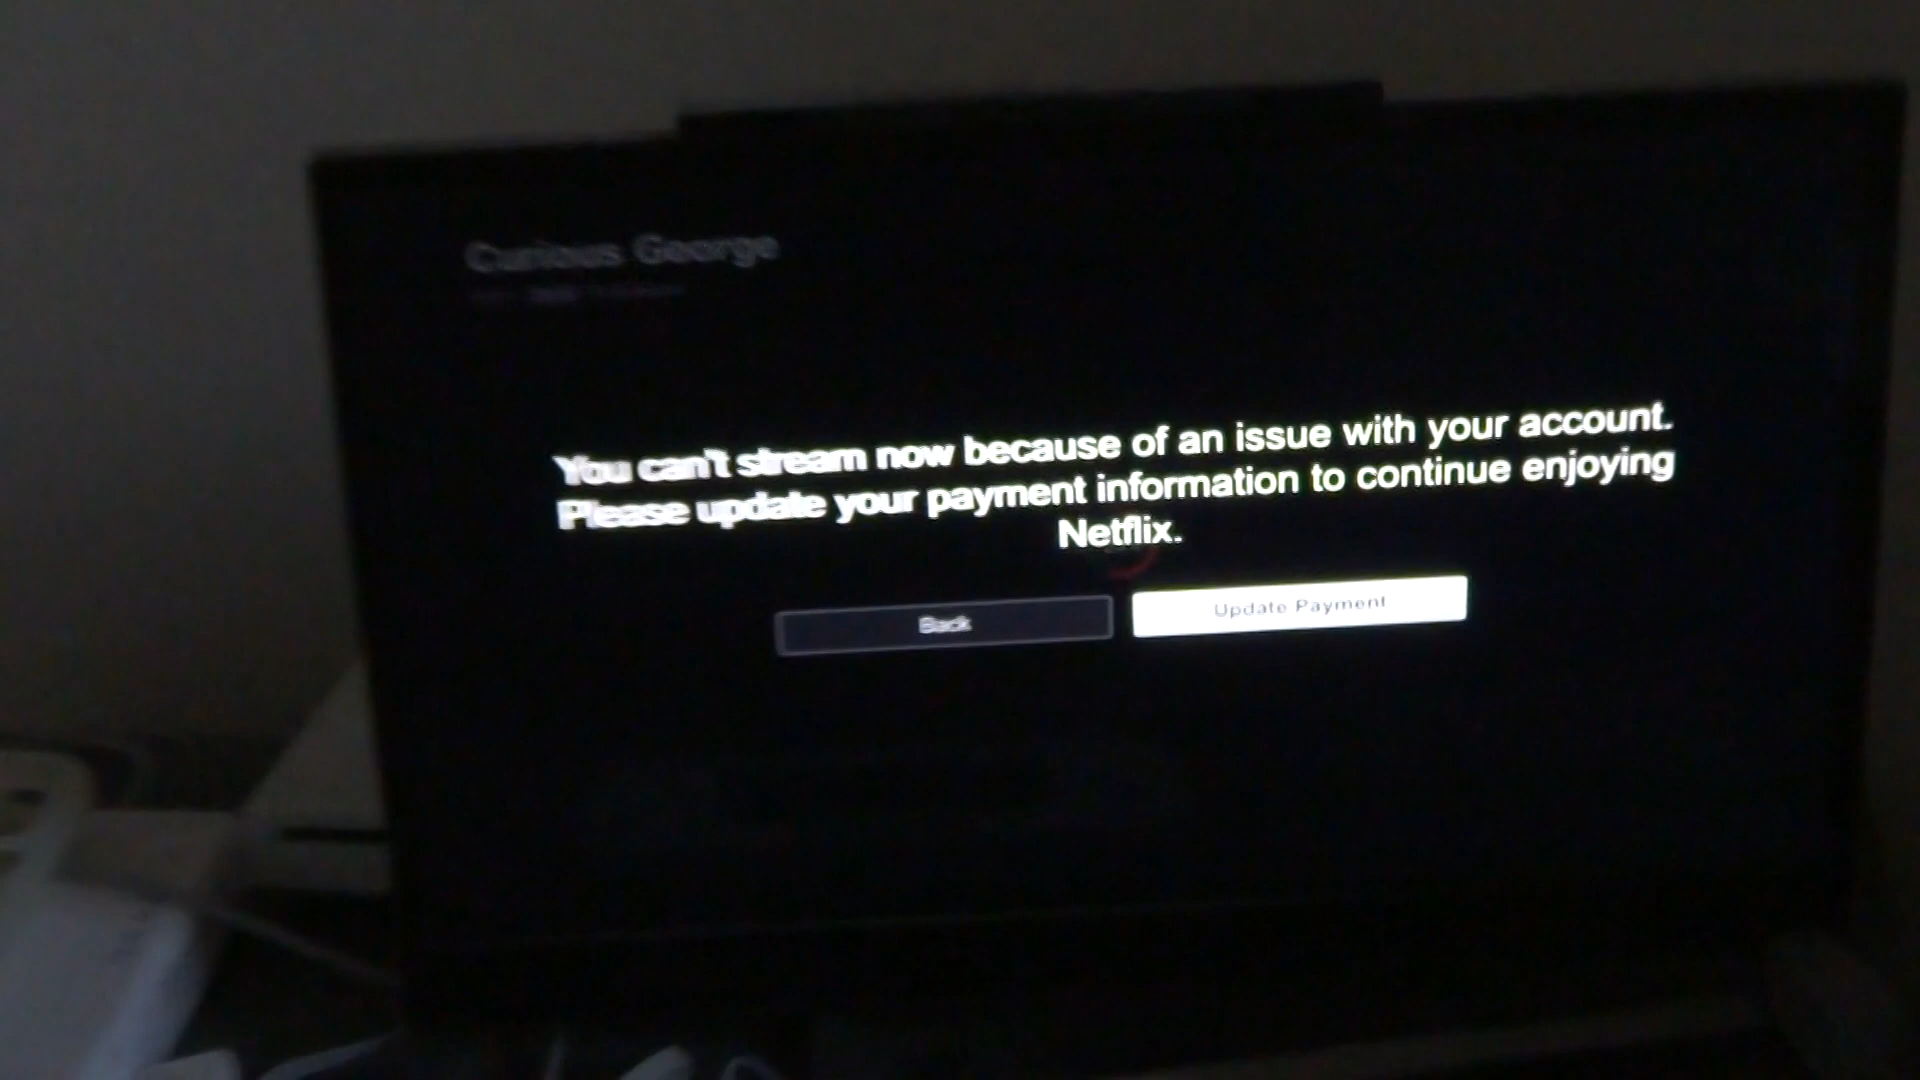 Curious George
You can't stream now because of an issue with your account.
Please update your payment information to continue enjoying
Netflix.
Back
Update Payment